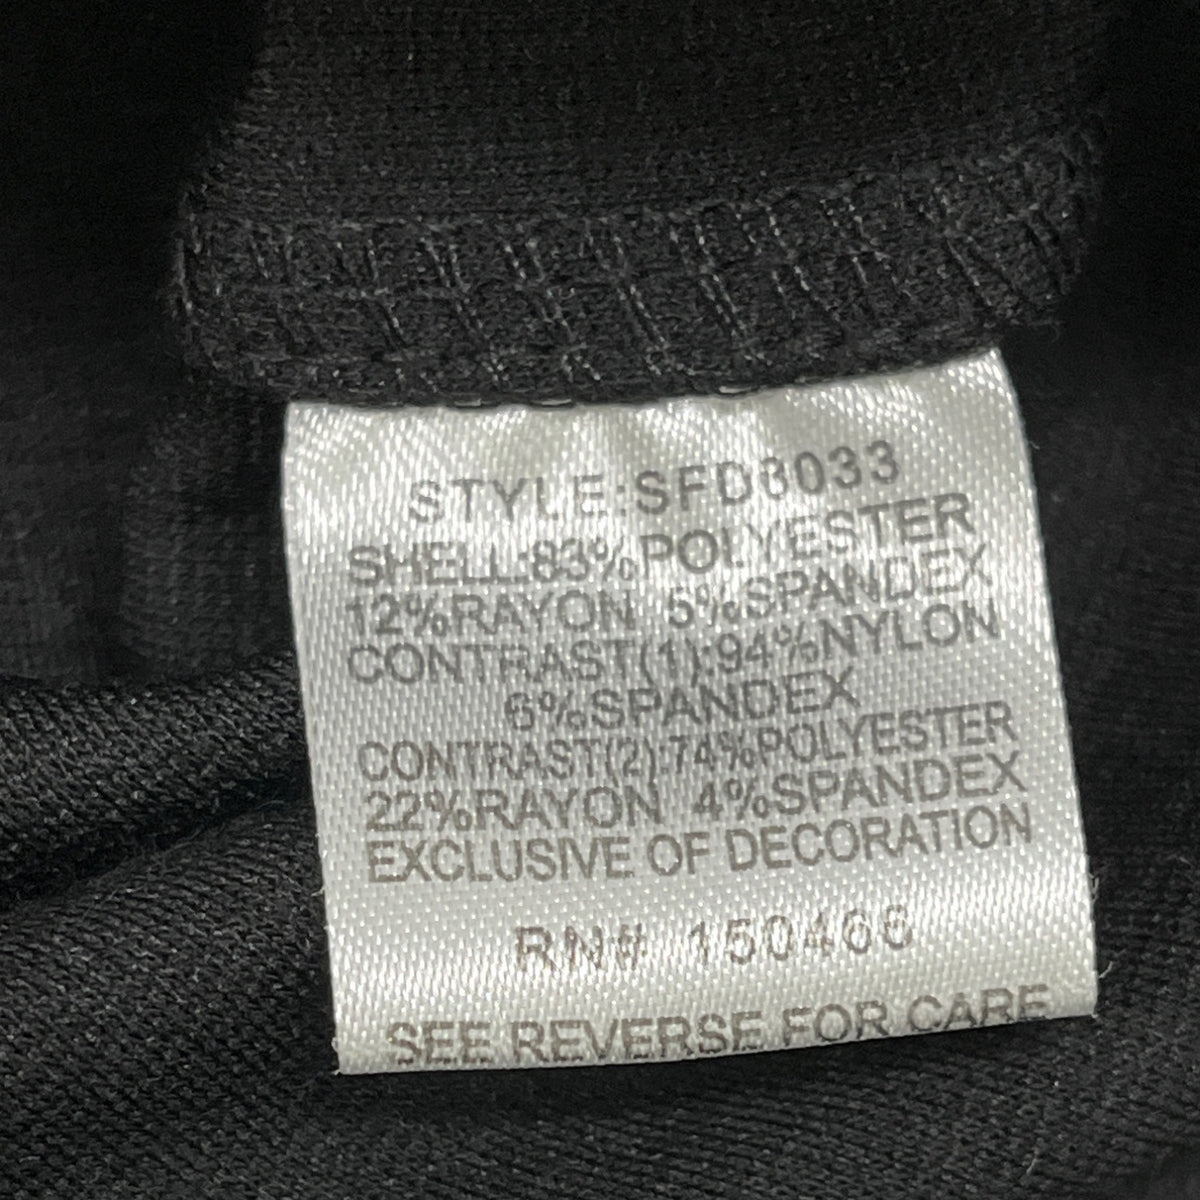 STYLE:SFD8033
SHELL:83%POLYESTER
12%RAYON 5%SPANDEX
CONTRAST(1):94%NYLON
6%SPANDEX
CONTRAST(2):74%POLYESTER
22%RAYON 4%SPANDEX
EXCLUSIVE OF DECORATION
RN# 150466
SEE REVERSE FOR CARE